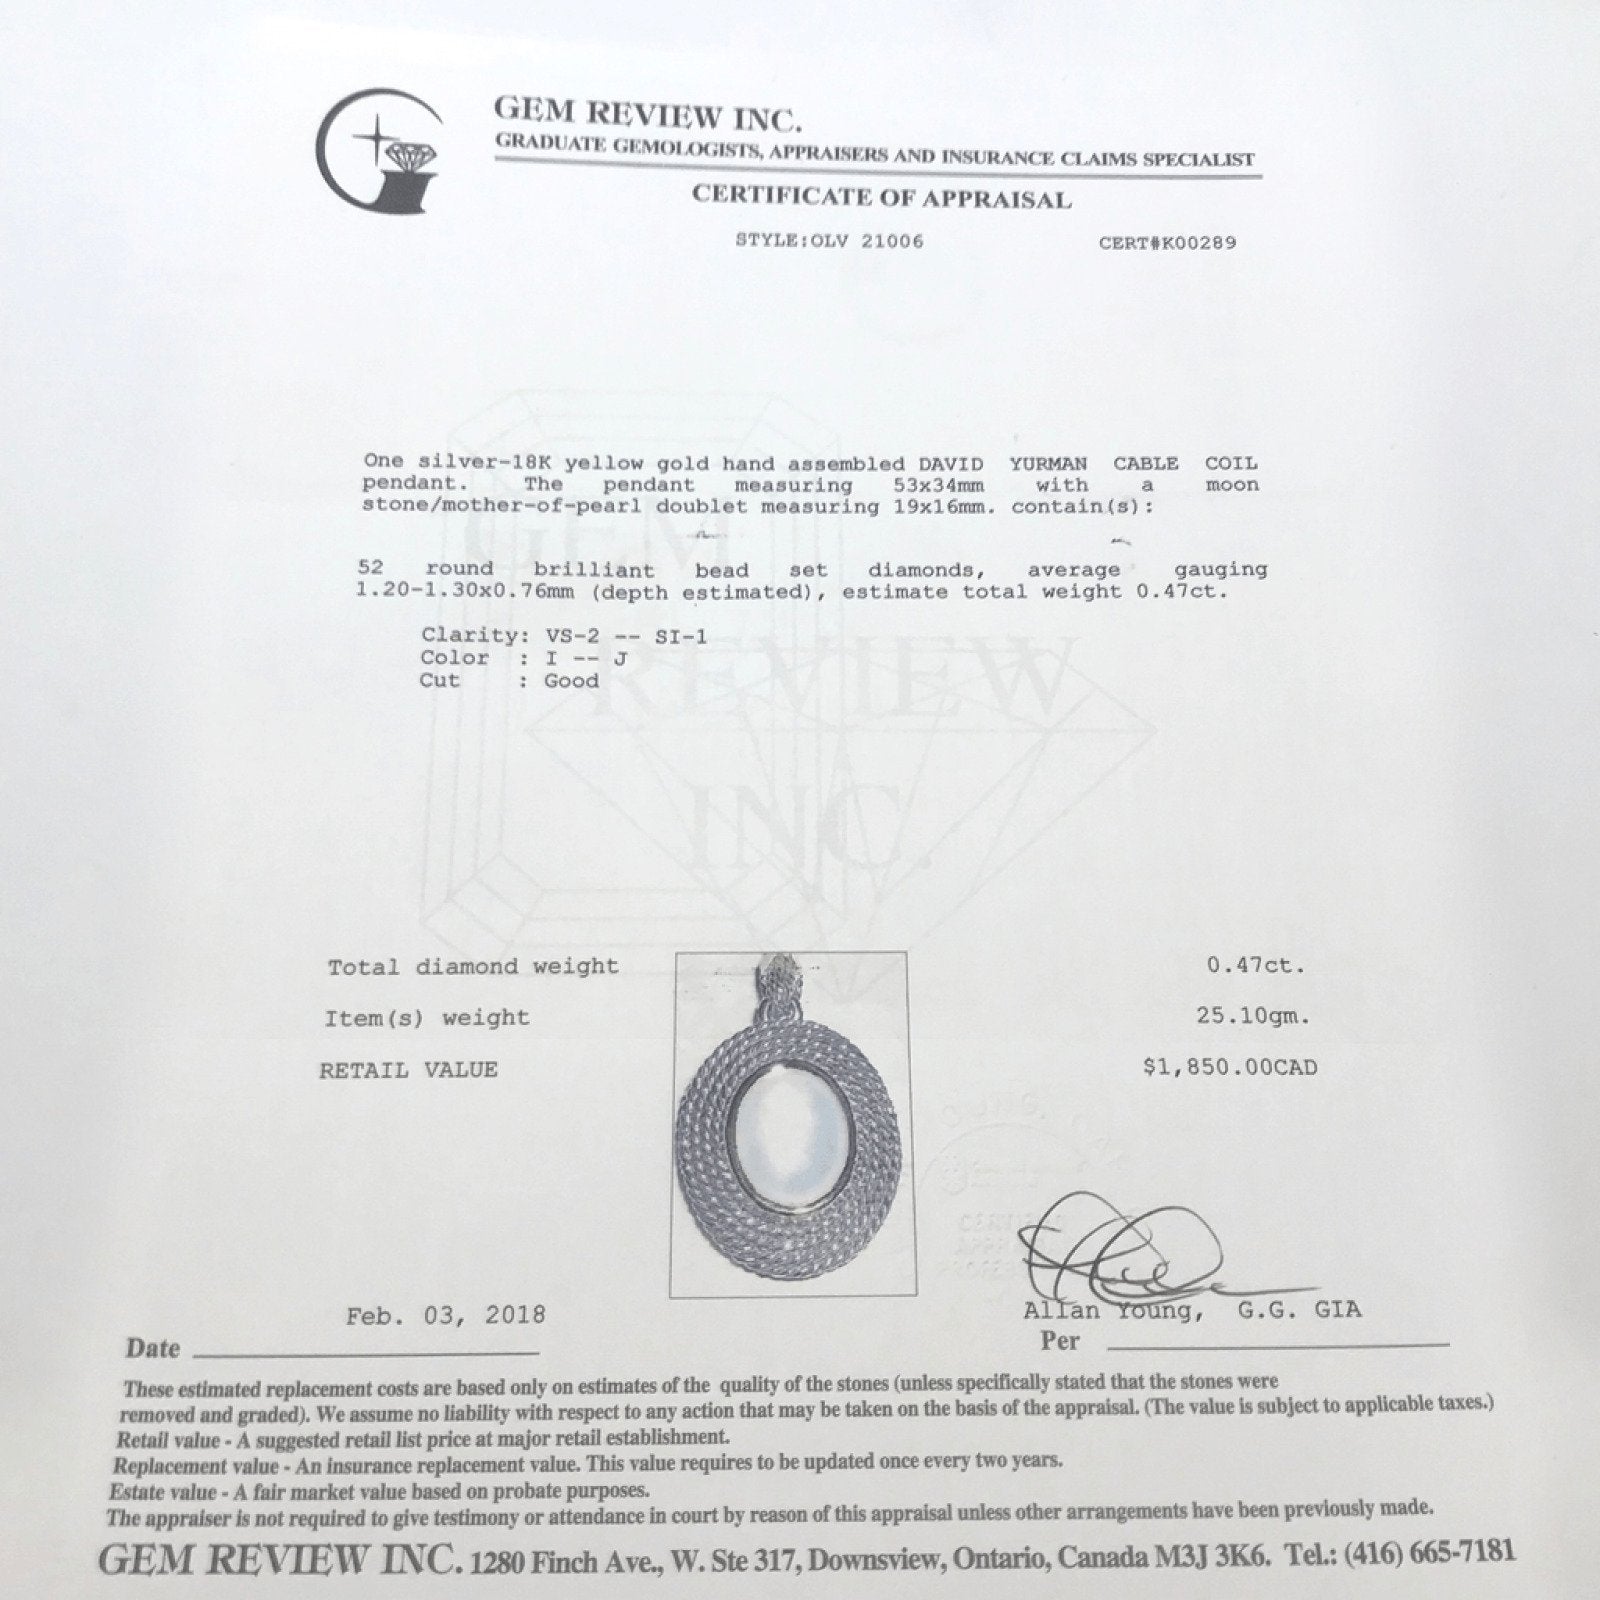 GEM REVIEW INC.
GRADUATE GEMOLOGISTS, APPRAISERS AND INSURANCE CLAIMS SPECIALIST
CERTIFICATE OF APPRAISAL
STYLE:OLV 21006 CERT#K00289
One silver-18K yellow gold hand assembled DAVID YURMAN CABLE COIL
pendant. The pendant measuring 53x34mm with a moon
stone/mother-of-pearl doublet measuring 19x16mm. contain(s):
52 round brilliant bead set diamonds, average gauging
1.20-1.30x0.76mm (depth estimated), estimate total weight 0.47ct.
Clarity: VS-2 -- SI-1
Color : I -- J
Cut : Good
GEM
REVIEW
INC.
Total diamond weight 0.47ct.
Item(s) weight 25.10gm.
RETAIL VALUE $1,850.00CAD
Feb. 03, 2018 Allan Young, G.G. GIA
Date Per
These estimated replacement costs are based only on estimates of the quality of the stones (unless specifically stated that the stones were
removed and graded). We assume no liability with respect to any action that may be taken on the basis of the appraisal. (The value is subject to applicable taxes.)
Retail value - A suggested retail list price at major retail establishment.
Replacement value - An insurance replacement value. This value requires to be updated once every two years.
Estate value - A fair market value based on probate purposes.
The appraiser is not required to give testimony or attendance in court by reason of this appraisal unless other arrangements have been previously made.
GEM REVIEW INC. 1280 Finch Ave., W. Ste 317, Downsview, Ontario, Canada M3J 3K6. Tel.: (416) 665-7181